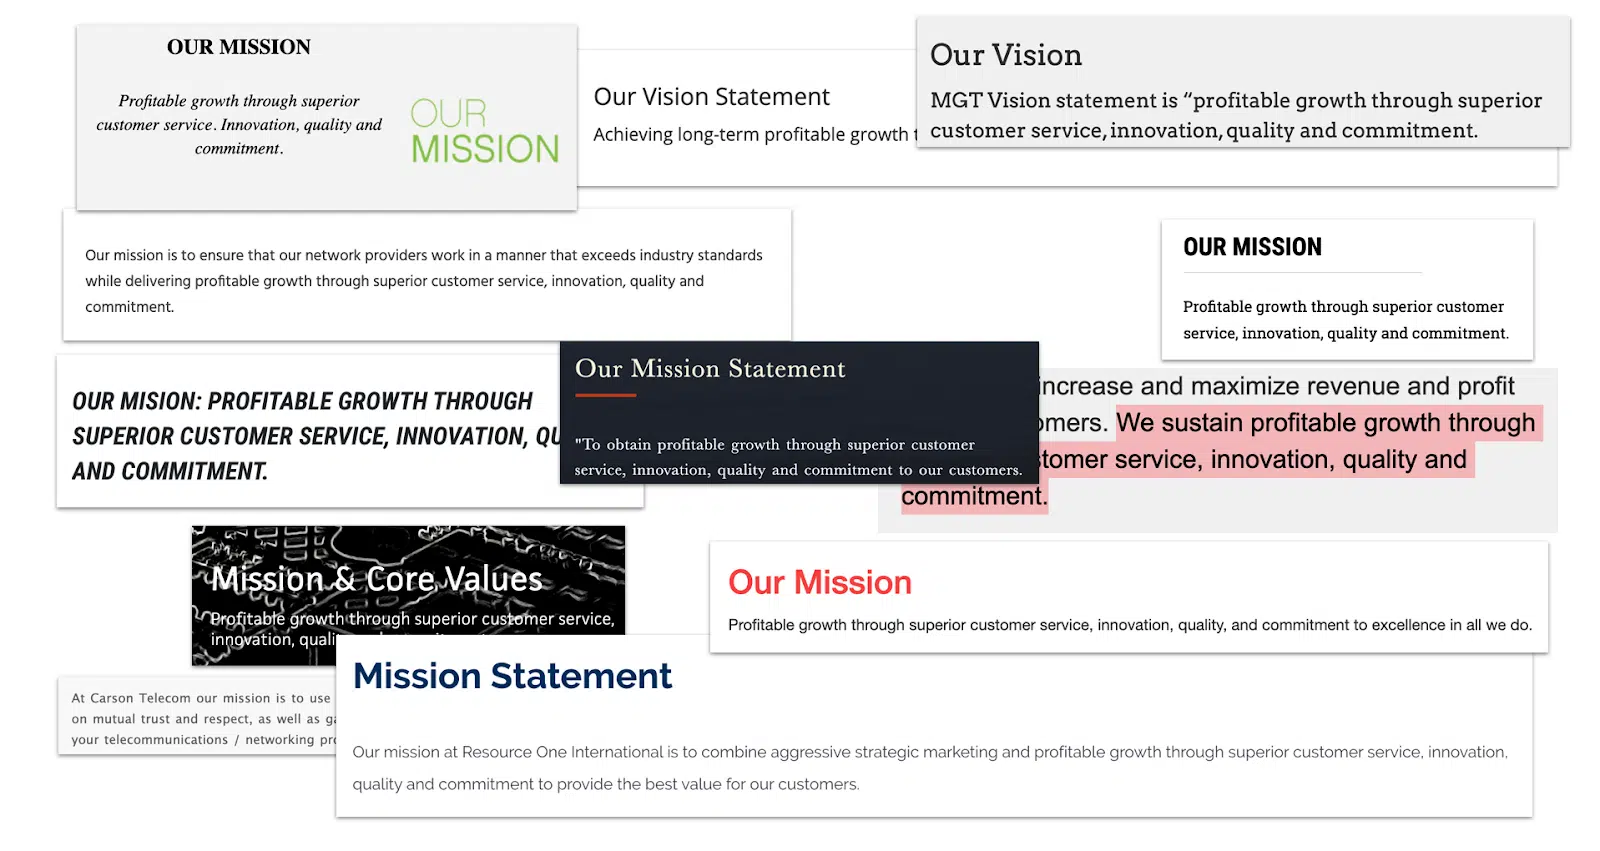 OUR MISSION
Profitable growth through superior
customer service. Innovation, quality and
commitment.
OUR
MISSION
Our Vision Statement
Achieving long-term profitable growth
Our Vision
MGT Vision statement is “profitable growth through superior
customer service, innovation, quality and commitment.
Our mission is to ensure that our network providers work in a manner that exceeds industry standards
while delivering profitable growth through superior customer service, innovation, quality and
commitment.
OUR MISSION
Profitable growth through superior customer
service, innovation, quality and commitment.
OUR MISION: PROFITABLE GROWTH THROUGH
SUPERIOR CUSTOMER SERVICE, INNOVATION, QU
AND COMMITMENT.
Our Mission Statement
"To obtain profitable growth through superior customer
service, innovation, quality and commitment to our customers.
increase and maximize revenue and profit
omers. We sustain profitable growth through
tomer service, innovation, quality and
commitment.
Mission & Core Values
Profitable growth through superior customer service,
innovation, quali
Our Mission
Profitable growth through superior customer service, innovation, quality, and commitment to excellence in all we do.
At Carson Telecom our mission is to use
on mutual trust and respect, as well as ga
your telecommunications / networking pro
Mission Statement
Our mission at Resource One International is to combine aggressive strategic marketing and profitable growth through superior customer service, innovation,
quality and commitment to provide the best value for our customers.